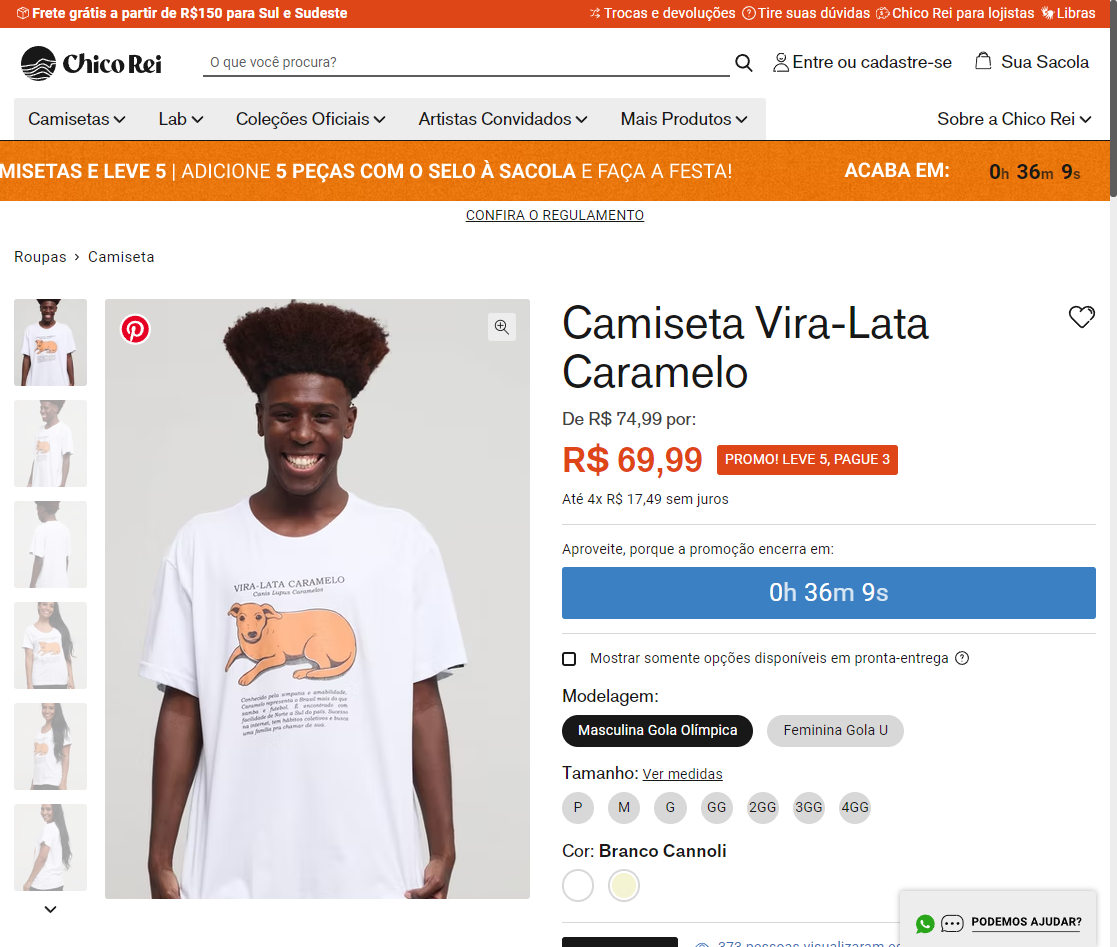 Frete grátis a partir de R$150 para Sul e Sudeste
Trocas e devoluções Tire suas dúvidas Chico Rei para lojistas Libras
Chico Rei
O que você procura?
Entre ou cadastre-se
Sua Sacola
Camisetas Lab Coleções Oficiais Artistas Convidados Mais Produtos
Sobre a Chico Rei
MISETAS E LEVE 5 | ADICIONE 5 PEÇAS COM O SELO À SACOLA E FAÇA A FESTA!
ACABA EM: 0h 36m 9s
CONFIRA O REGULAMENTO
Roupas › Camiseta
VIRA-LATA CARAMELO
Canis Lupus Caramelos
Conhecido pela simpatia e amabilidade,
Caramelo representa o Brasil mais do que
samba e futebol. É encontrado com
facilidade do Norte a Sul do país. Sucesso
na internet, tem hábitos coletivos e busca
uma família pra chamar de sua.
Camiseta Vira-Lata
Caramelo
De R$ 74,99 por:
R$ 69,99
PROMO! LEVE 5, PAGUE 3
Até 4x R$ 17,49 sem juros
Aproveite, porque a promoção encerra em:
0h 36m 9s
Mostrar somente opções disponíveis em pronta-entrega ?
Modelagem:
Masculina Gola Olímpica
Feminina Gola U
Tamanho: Ver medidas
P M G GG 2GG 3GG 4GG
Cor: Branco Cannoli
PODEMOS AJUDAR?
373 pessoas visualizaram